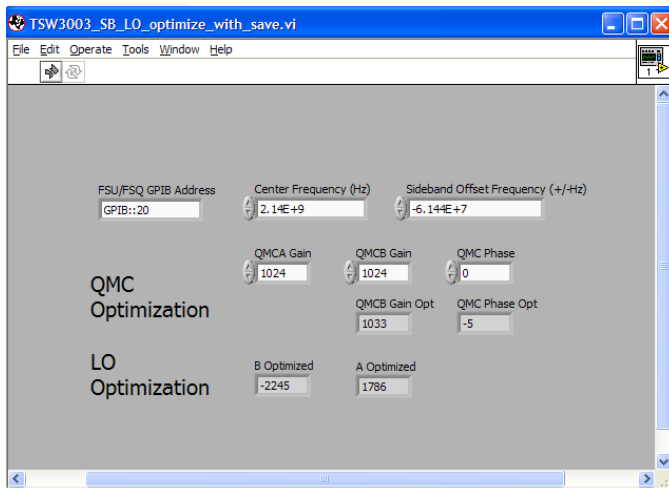 TSW3003_SB_LO_optimize_with_save.vi
File Edit Operate Tools Window Help
1
FSU/FSQ GPIB Address Center Frequency (Hz) Sideband Offset Frequency (+/-Hz)
GPIB::20 2.14E+9 -6.144E+7
QMCA Gain QMCB Gain QMC Phase
1024 1024 0
QMC
Optimization
QMCB Gain Opt QMC Phase Opt
1033 -5
LO
Optimization
B Optimized A Optimized
-2245 1786